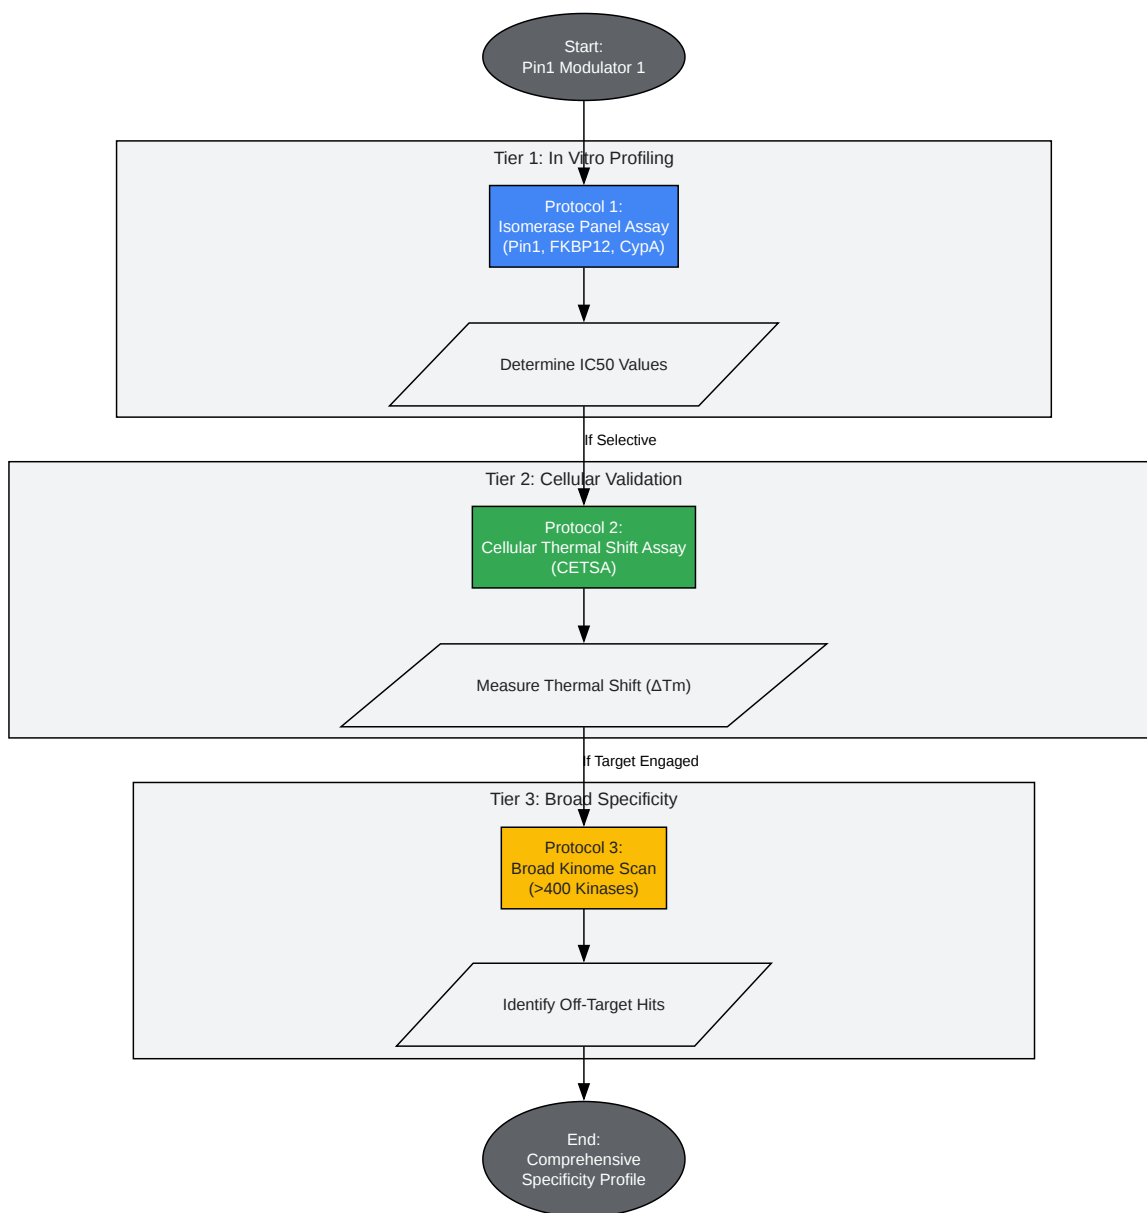 Start:
Pin1 Modulator 1
Tier 1: In Vitro Profiling
Protocol 1:
Isomerase Panel Assay
(Pin1, FKBP12, CypA)
Determine IC50 Values
If Selective
Tier 2: Cellular Validation
Protocol 2:
Cellular Thermal Shift Assay
(CETSA)
Measure Thermal Shift (ΔTm)
If Target Engaged
Tier 3: Broad Specificity
Protocol 3:
Broad Kinome Scan
(>400 Kinases)
Identify Off-Target Hits
End:
Comprehensive
Specificity Profile